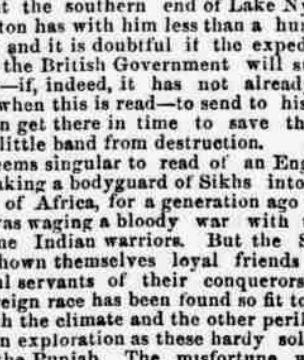 the southern end of Lake Ny
ton has with him less than a hun
and it is doubtful if the exped
the British Government will s
—if, indeed, it has not alread
when this is read—to send to his
n get there in time to save th
little band from destruction.
eems singular to read of an Eng
aking a bodyguard of Sikhs into
of Africa, for a generation ago
was waging a bloody war with
ne Indian warriors. But the S
hown themselves loyal friends
l servants of their conquerors
eign race has been found so fit to
h the climate and the other peril
n exploration as these hardy sol
the Punjab. The misfortune